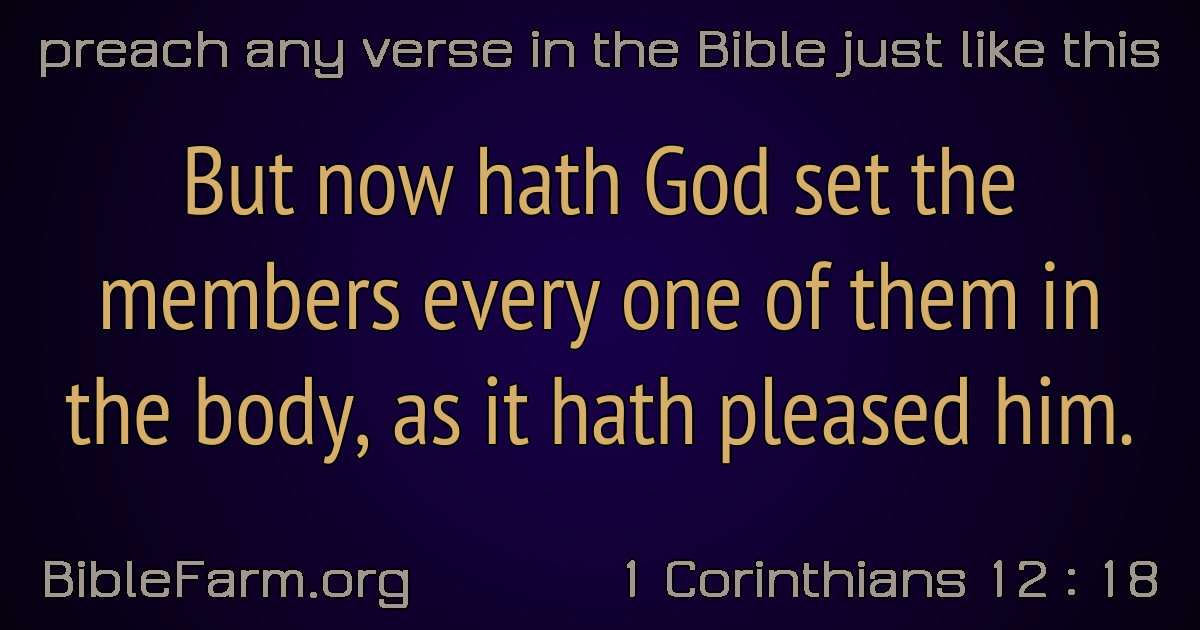 preach any verse in the Bible just like this
But now hath God set the
members every one of them in
the body, as it hath pleased him.
BibleFarm.org
1 Corinthians 12 : 18